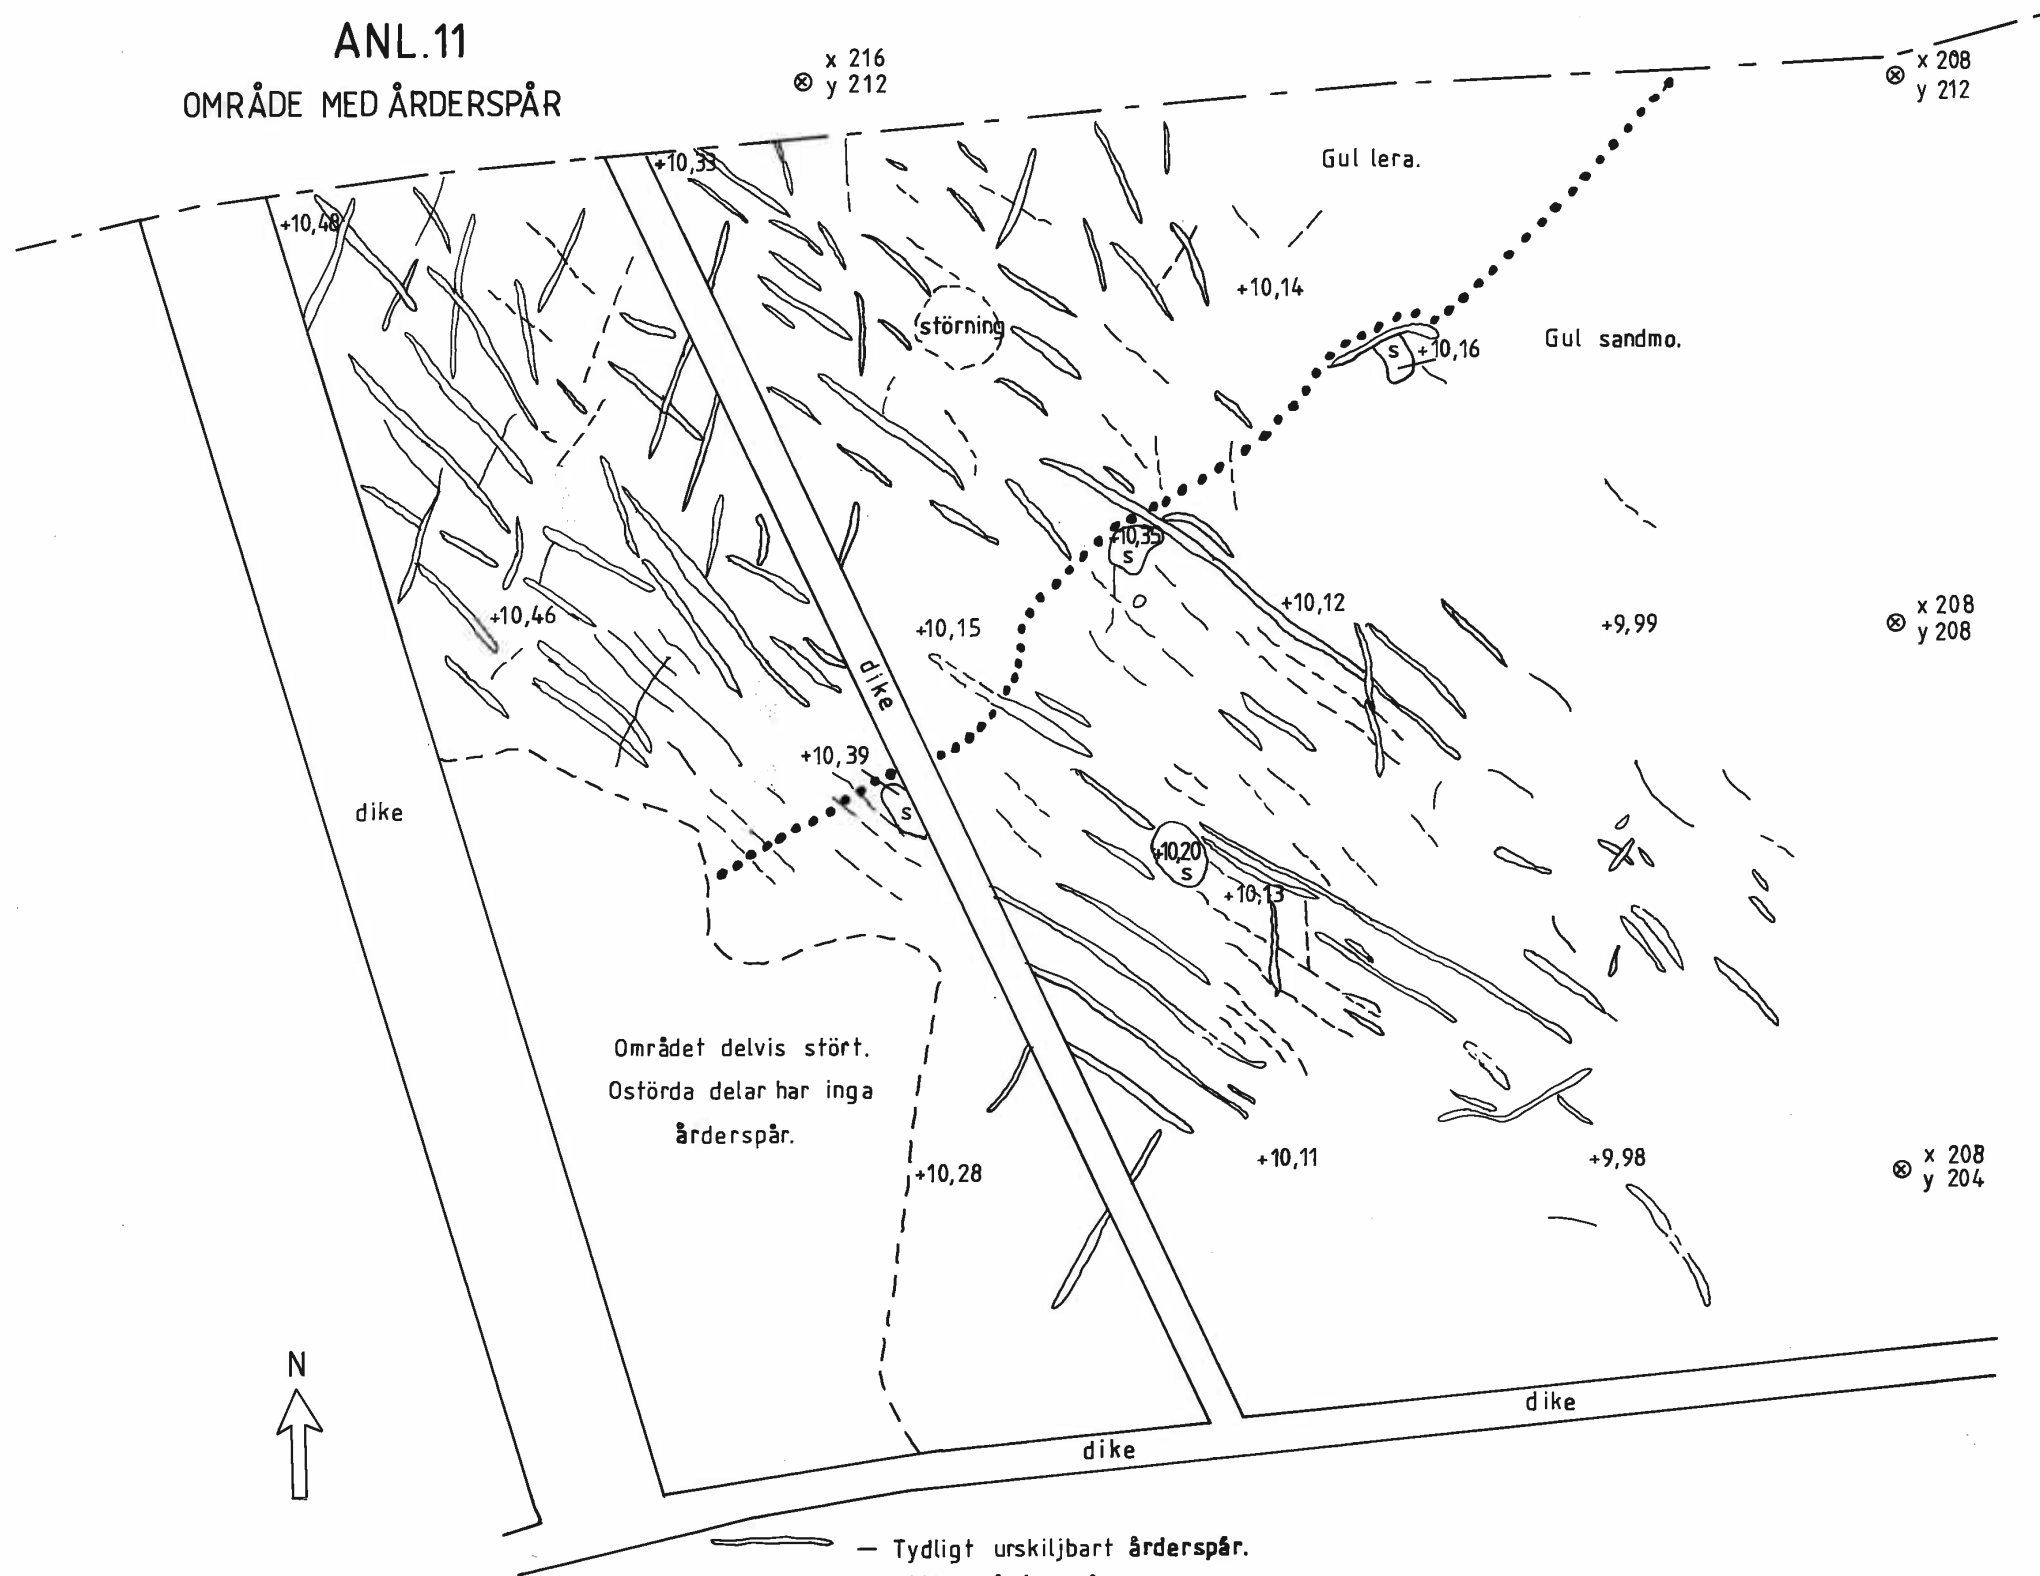 ANL.11
OMRÅDE MED ÅRDERSPÅR
x 216
y 212
x 208
y 212
+10,33
Gul lera.
+10,48
+10,14
störning
Gul sandmo.
s
+10,16
+10,35
s
+10,46
+10,15
+10,12
+9,99
x 208
y 208
dike
+10,39
s
dike
+10,20
s
+10,13
Området delvis stört.
Ostörda delar har inga
årderspår.
+10,28
+10,11
+9,98
x 208
y 204
N
dike
dike
— Tydligt urskiljbart årderspår.